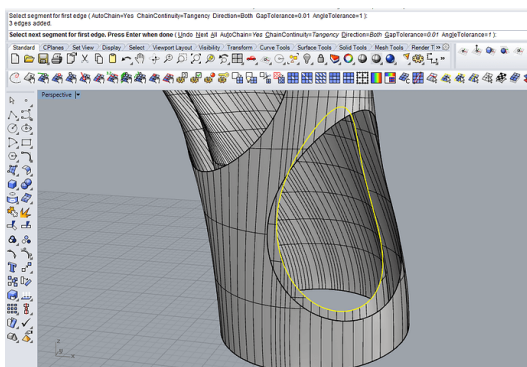 Select segment for first edge ( AutoChain=Yes ChainContinuity=Tangency Direction=Both GapTolerance=0.01 AngleTolerance=1 ):
3 edges added.
Select next segment for first edge. Press Enter when done ( Undo Next All AutoChain=Yes ChainContinuity=Tangency Direction=Both GapTolerance=0.01 AngleTolerance=1 ):
Standard CPlanes Set View Display Select Viewport Layout Visibility Transform Curve Tools Surface Tools Solid Tools Mesh Tools Render T
Perspective
z
y
x